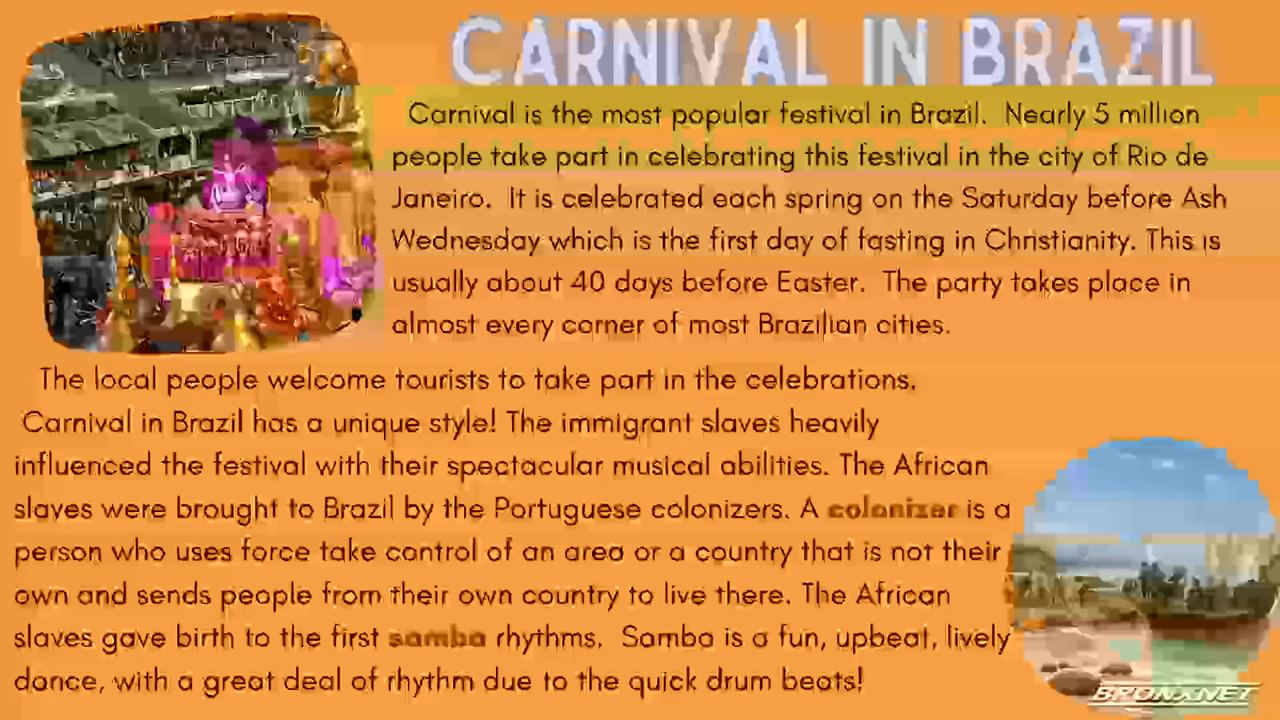 CARNIVAL IN BRAZIL
Carnival is the most popular festival in Brazil. Nearly 5 million
people take part in celebrating this festival in the city of Rio de
Janeiro. It is celebrated each spring on the Saturday before Ash
Wednesday which is the first day of fasting in Christianity. This is
usually about 40 days before Easter. The party takes place in
almost every corner of most Brazilian cities.
The local people welcome tourists to take part in the celebrations.
Carnival in Brazil has a unique style! The immigrant slaves heavily
influenced the festival with their spectacular musical abilities. The African
slaves were brought to Brazil by the Portuguese colonizers. A colonizer is a
person who uses force take control of an area or a country that is not their
own and sends people from their own country to live there. The African
slaves gave birth to the first samba rhythms. Samba is a fun, upbeat, lively
dance, with a great deal of rhythm due to the quick drum beats!
BRONXNET